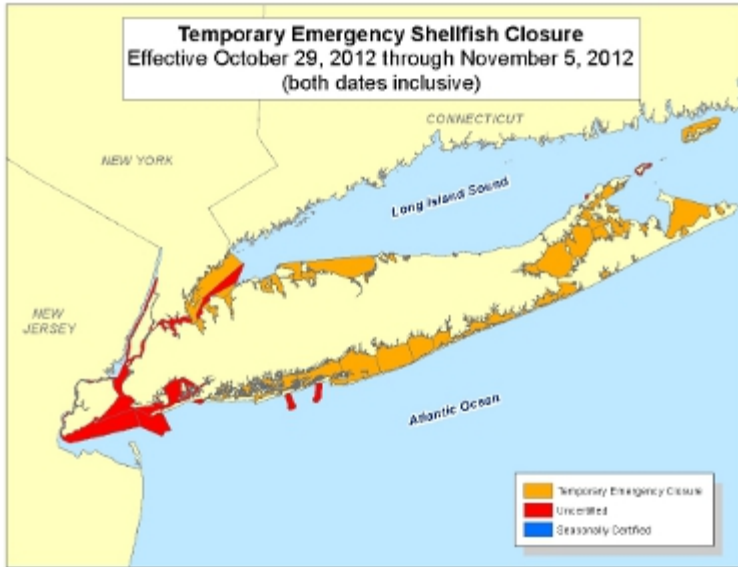 Temporary Emergency Shellfish Closure
Effective October 29, 2012 through November 5, 2012
(both dates inclusive)
CONNECTICUT
NEW YORK
Long Island Sound
NEW
JERSEY
Atlantic Ocean
Temporary Emergency Closure
Uncertified
Seasonally Certified